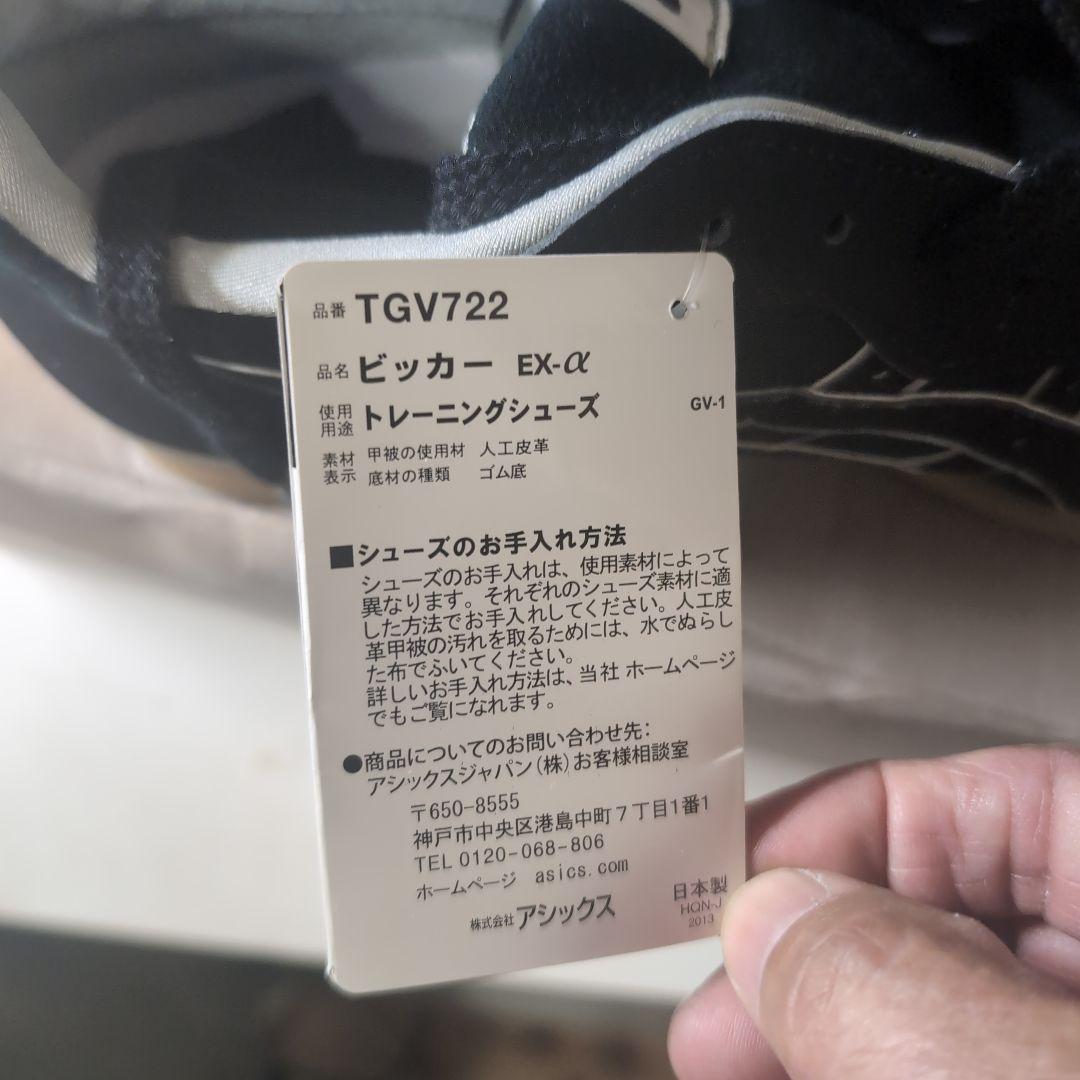 品番 TGV722
品名 ビッカー EX-α
使用用途 トレーニングシューズ GV-1
素材表示 甲被の使用材 人工皮革
底材の種類 ゴム底
■シューズのお手入れ方法
シューズのお手入れは、使用素材によって
異なります。それぞれのシューズ素材に適
した方法でお手入れしてください。人工皮
革甲被の汚れを取るためには、水でぬらし
た布でふいてください。
詳しいお手入れ方法は、当社 ホームページ
でもご覧になれます。
●商品についてのお問い合わせ先:
アシックスジャパン(株)お客様相談室
〒650-8555
神戸市中央区港島中町7丁目1番1
TEL 0120-068-806
ホームページ asics.com
株式会社 アシックス
日本製
HQN-J
2013